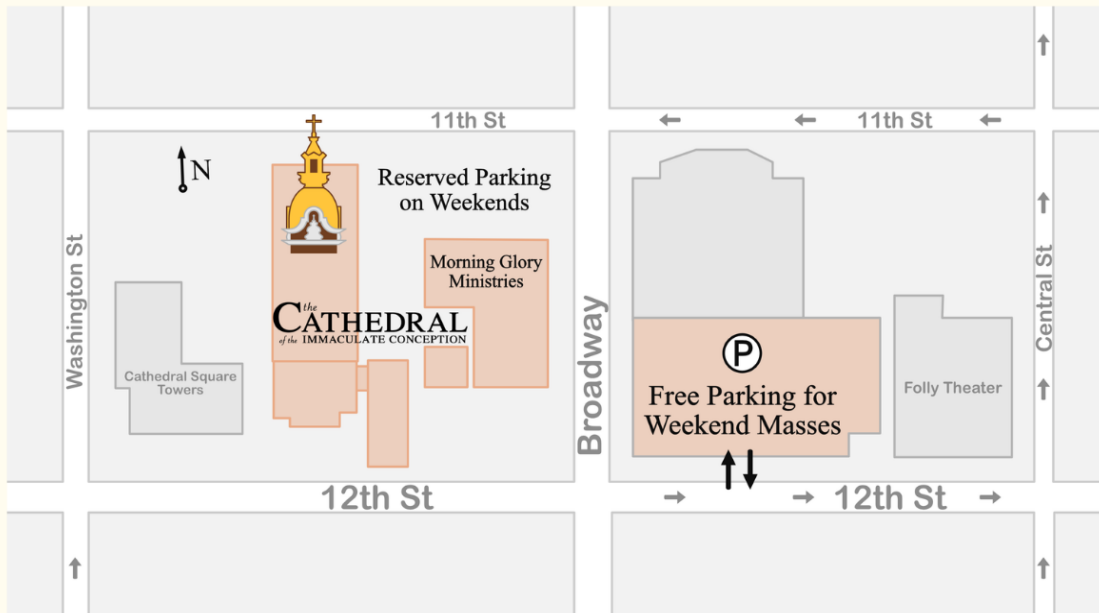 11th St
11th St
N
Reserved Parking
on Weekends
Washington St
Morning Glory
Ministries
the
CATHEDRAL
of the IMMACULATE CONCEPTION
Cathedral Square
Towers
Broadway
P
Free Parking for
Weekend Masses
Folly Theater
Central St
12th St
12th St